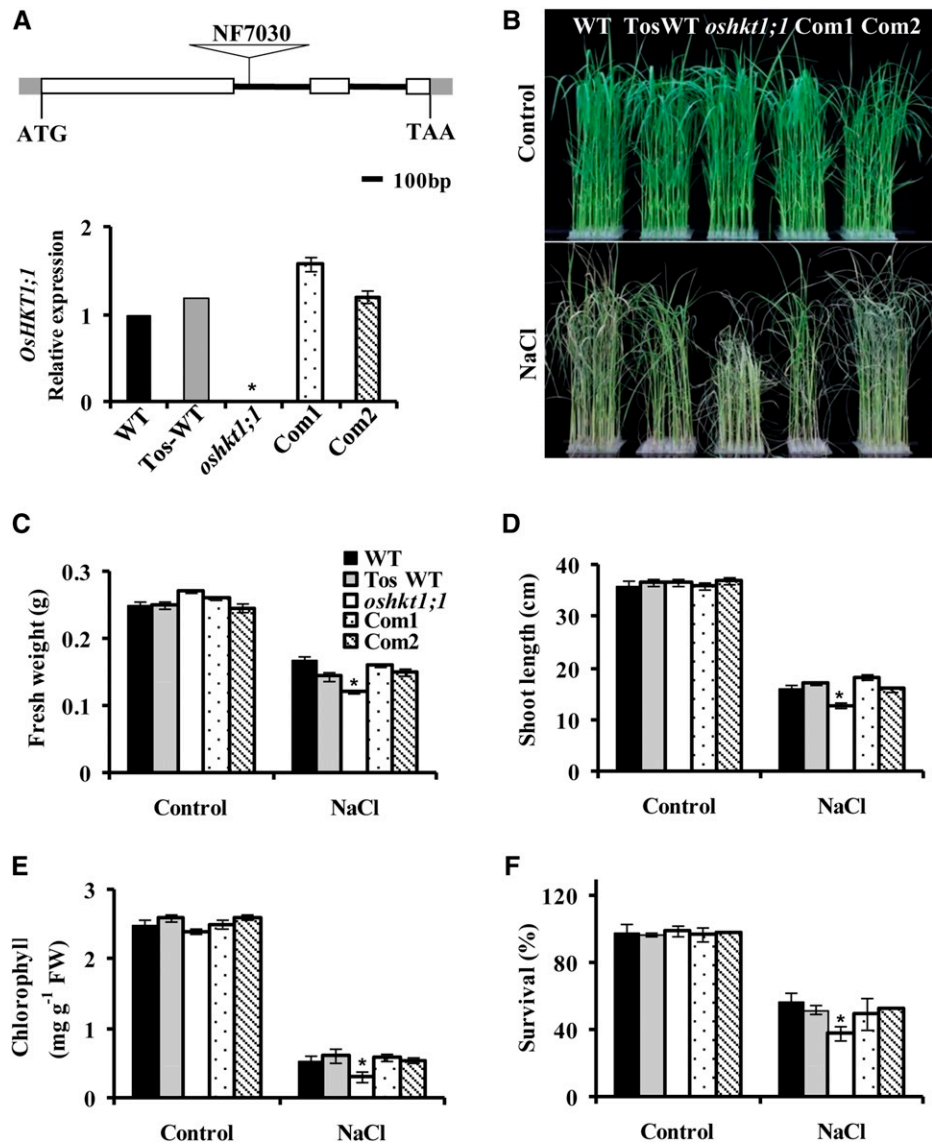 A
NF7030
ATG
TAA
100bp
OsHKT1;1
Relative expression
2
1
0
*
WT
Tos-WT
oshkt1;1
Com1
Com2
B
WT TosWT oshkt1;1 Com1 Com2
Control
NaCl
C
Fresh weight (g)
0.3
0.2
0.1
0
WT
Tos WT
oshkt1;1
Com1
Com2
*
Control
NaCl
D
Shoot length (cm)
40
30
20
10
0
*
Control
NaCl
E
Chlorophyll
(mg g-1 FW)
3
2
1
0
*
Control
NaCl
F
Survival (%)
120
80
40
0
*
Control
NaCl